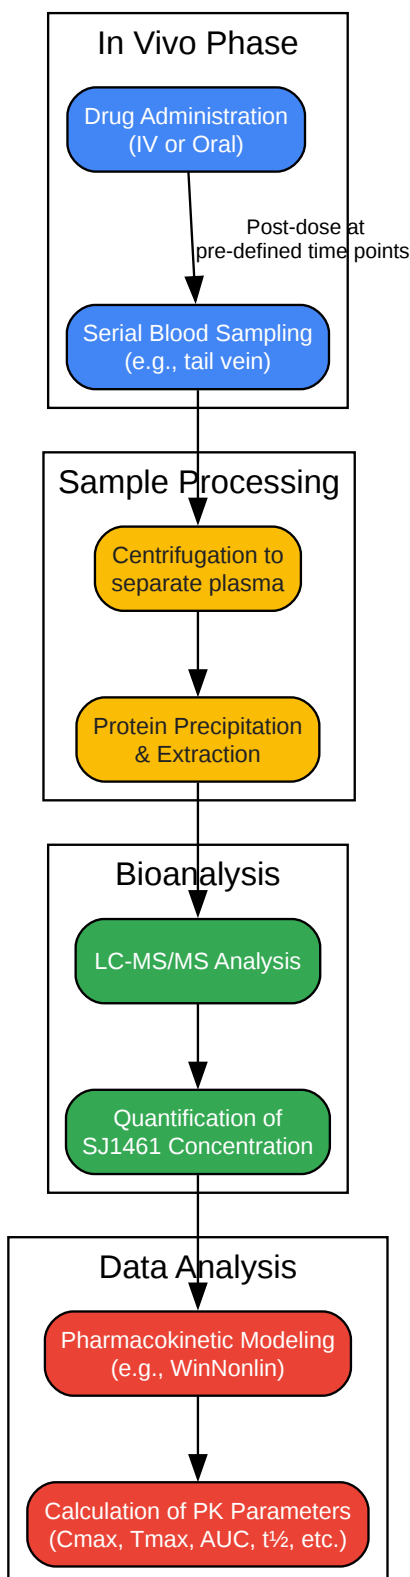 In Vivo Phase
Drug Administration
(IV or Oral)
Post-dose at
pre-defined time points
Serial Blood Sampling
(e.g., tail vein)
Sample Processing
Centrifugation to
separate plasma
Protein Precipitation
& Extraction
Bioanalysis
LC-MS/MS Analysis
Quantification of
SJ1461 Concentration
Data Analysis
Pharmacokinetic Modeling
(e.g., WinNonlin)
Calculation of PK Parameters
(Cmax, Tmax, AUC, t½, etc.)